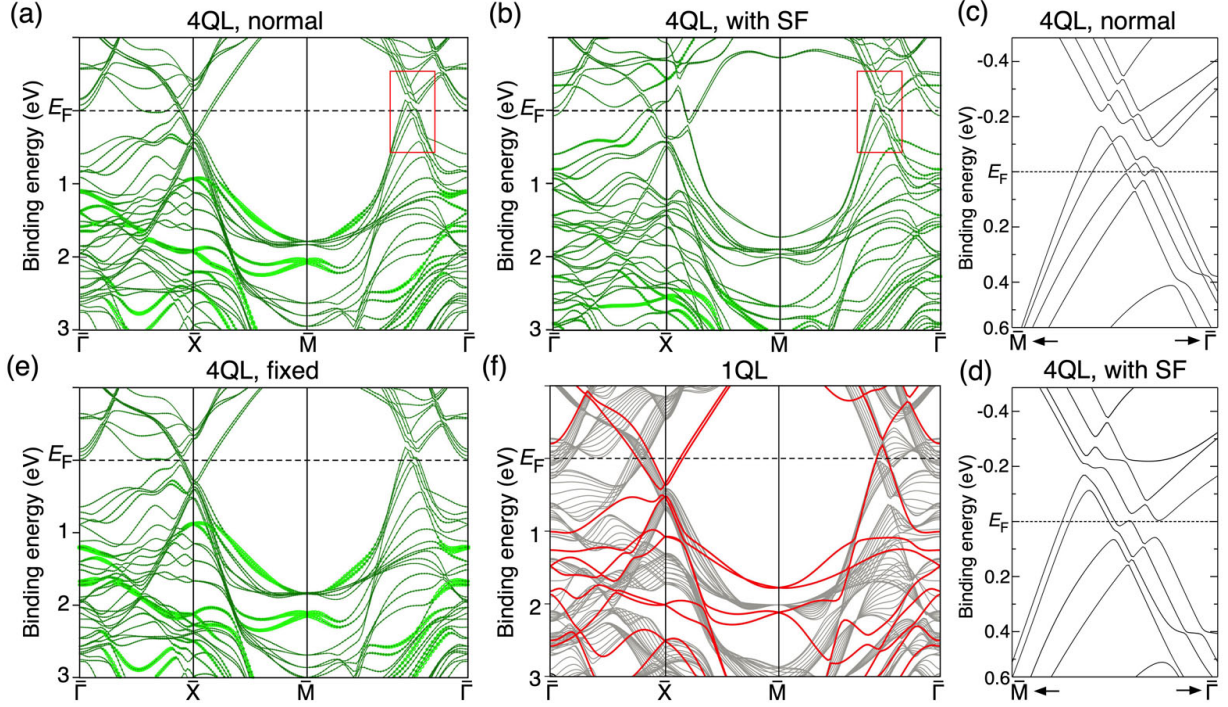 (a) 4QL, normal
Binding energy (eV)
E_F
1
2
3
Γ̄ X̄ M̄ Γ̄
(b) 4QL, with SF
Binding energy (eV)
E_F
1
2
3
Γ̄ X̄ M̄ Γ̄
(c) 4QL, normal
Binding energy (eV)
-0.4
-0.2
E_F
0.2
0.4
0.6
M̄ ← → Γ̄
(e) 4QL, fixed
Binding energy (eV)
E_F
1
2
3
Γ̄ X̄ M̄ Γ̄
(f) 1QL
Binding energy (eV)
E_F
1
2
3
Γ̄ X̄ M̄ Γ̄
(d) 4QL, with SF
Binding energy (eV)
-0.4
-0.2
E_F
0.2
0.4
0.6
M̄ ← → Γ̄